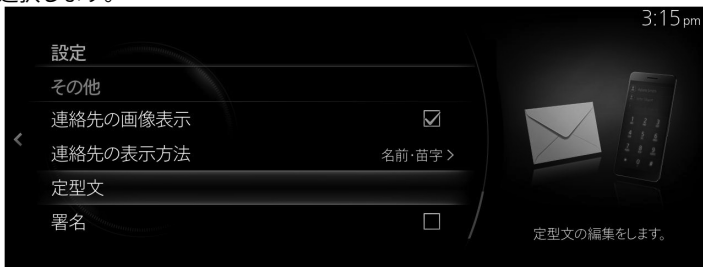 選択します。
3:15 pm
設定
その他
連絡先の画像表示
連絡先の表示方法 名前･苗字 >
定型文
署名
定型文の編集をします。